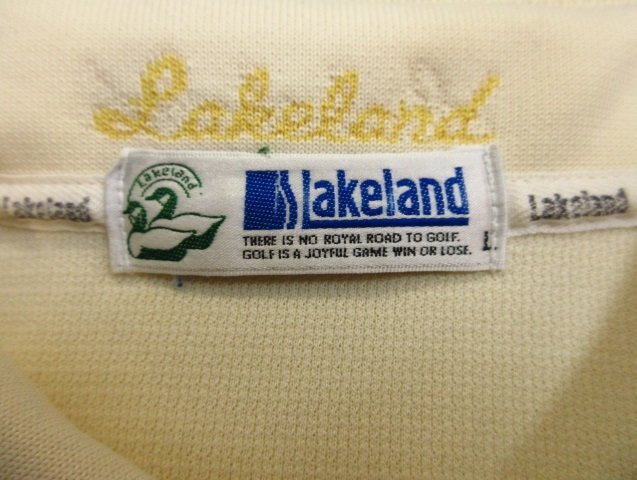 Lakeland
Lakeland
Lakeland
THERE IS NO ROYAL ROAD TO GOLF.
GOLF IS A JOYFUL GAME WIN OR LOSE.
L
Lakeland
Lakeland